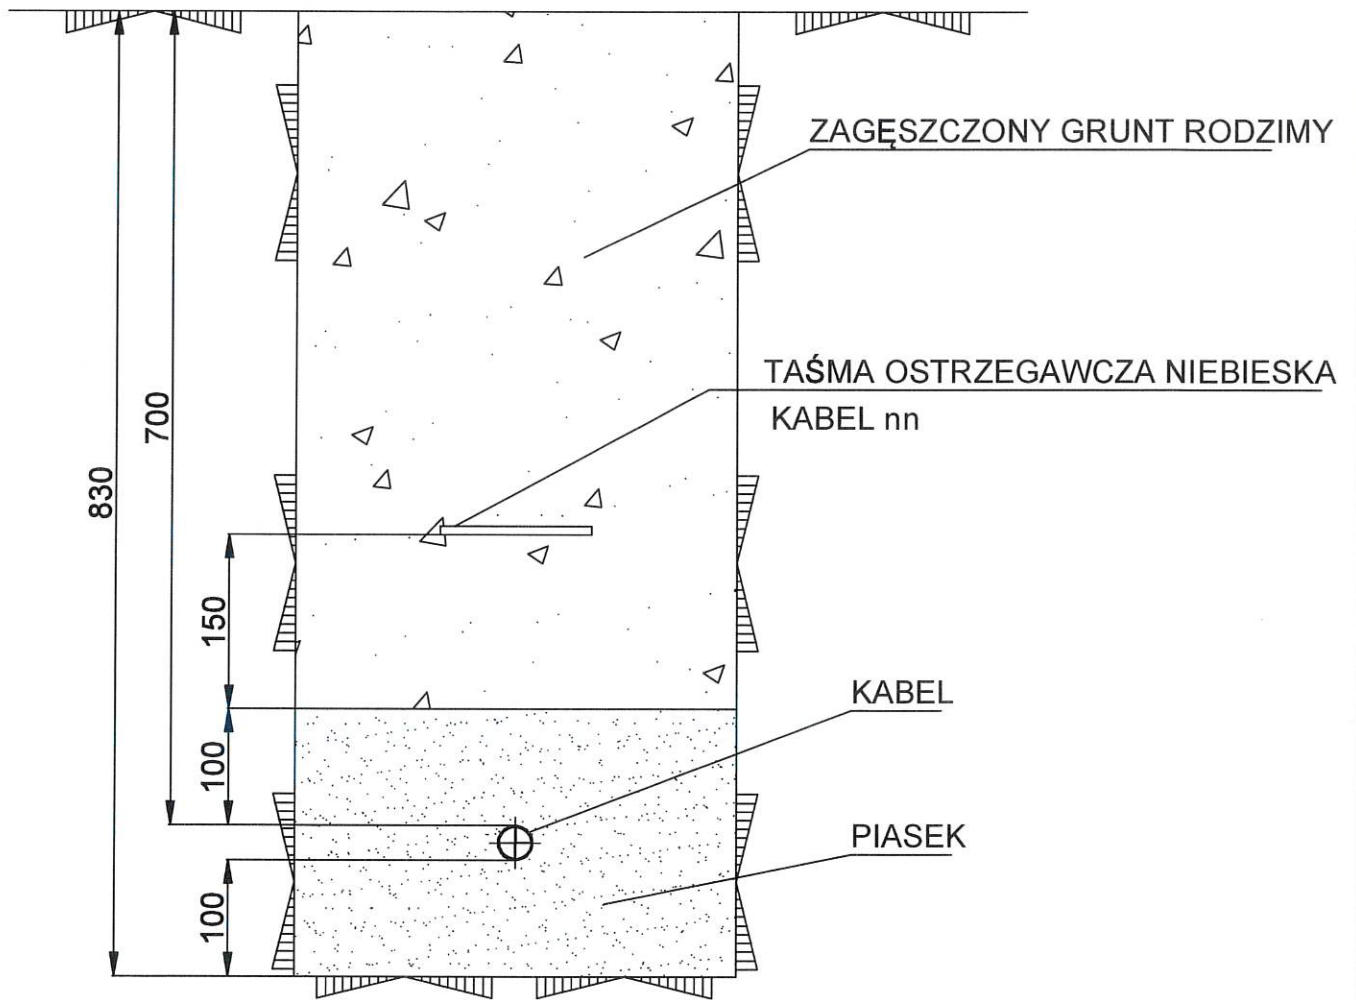 ZAGĘSZCZONY GRUNT RODZIMY
TAŚMA OSTRZEGAWCZA NIEBIESKA
KABEL nn
700
830
150
KABEL
100
PIASEK
100